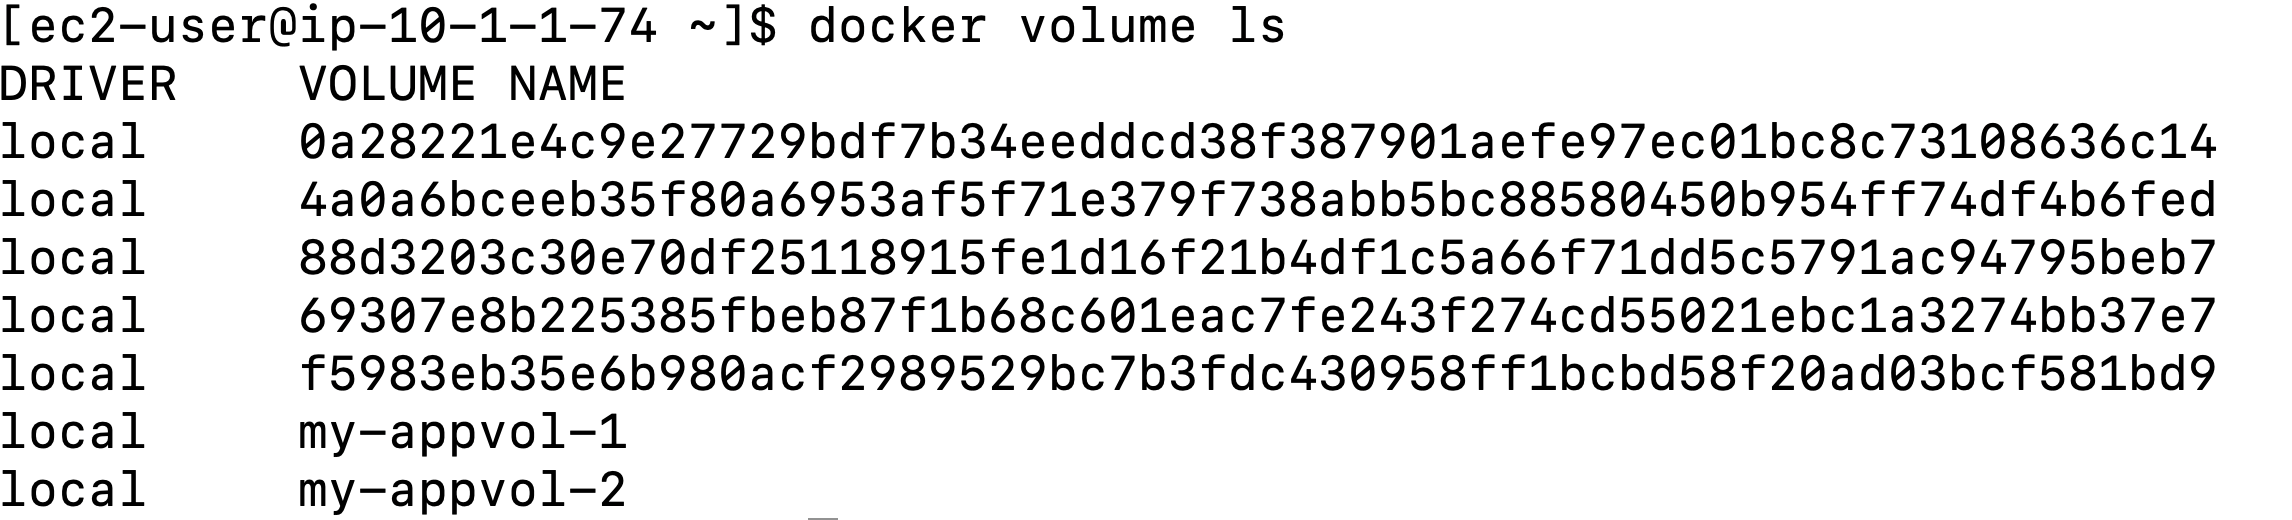 [ec2-user@ip-10-1-1-74 ~]$ docker volume ls
DRIVER    VOLUME NAME
local     0a28221e4c9e27729bdf7b34eeddcd38f387901aefe97ec01bc8c73108636c14
local     4a0a6bceeb35f80a6953af5f71e379f738abb5bc88580450b954ff74df4b6fed
local     88d3203c30e70df25118915fe1d16f21b4df1c5a66f71dd5c5791ac94795beb7
local     69307e8b225385fbeb87f1b68c601eac7fe243f274cd55021ebc1a3274bb37e7
local     f5983eb35e6b980acf2989529bc7b3fdc430958ff1bcbd58f20ad03bcf581bd9
local     my-appvol-1
local     my-appvol-2